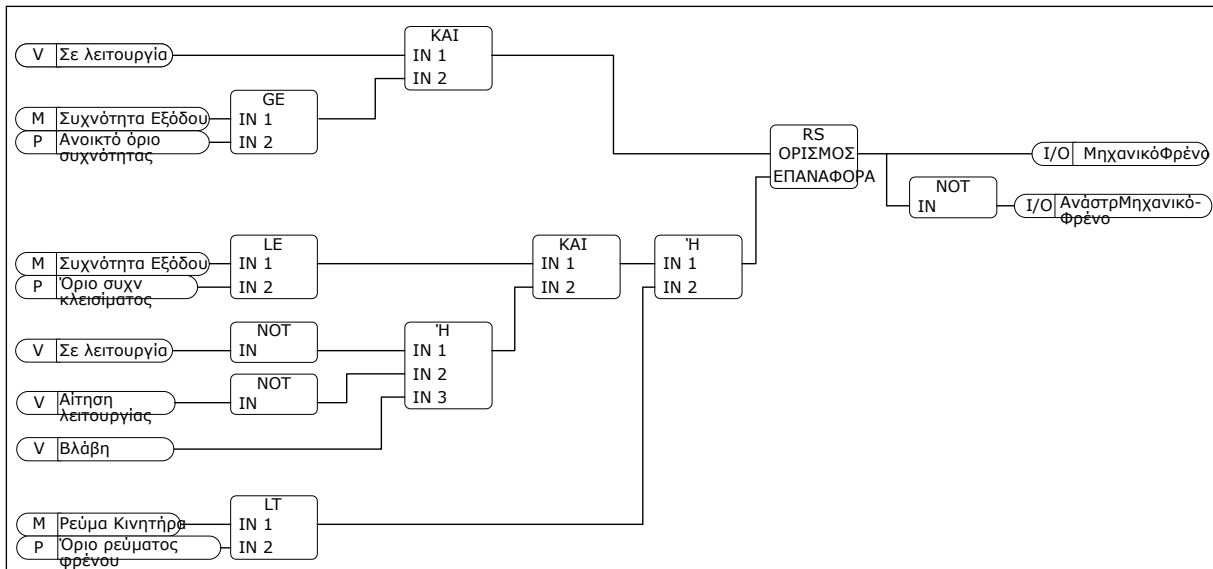 ΚΑΙ
V Σε λειτουργία
IN 1
IN 2
GE
M Συχνότητα Εξόδου
IN 1
P Ανοικτό όριο
συχνότητας
IN 2
RS
ΟΡΙΣΜΟΣ
ΕΠΑΝΑΦΟΡΑ
I/O ΜηχανικόΦρένο
NOT
IN
I/O ΑνάστρΜηχανικό-
Φρένο
LE
M Συχνότητα Εξόδου
IN 1
P Όριο συχν
κλεισίματος
IN 2
ΚΑΙ
IN 1
IN 2
Ή
IN 1
IN 2
NOT
V Σε λειτουργία
IN
Ή
IN 1
IN 2
IN 3
NOT
V Αίτηση
λειτουργίας
IN
V Βλάβη
LT
M Ρεύμα Κινητήρα
IN 1
P Όριο ρεύματος
φρένου
IN 2